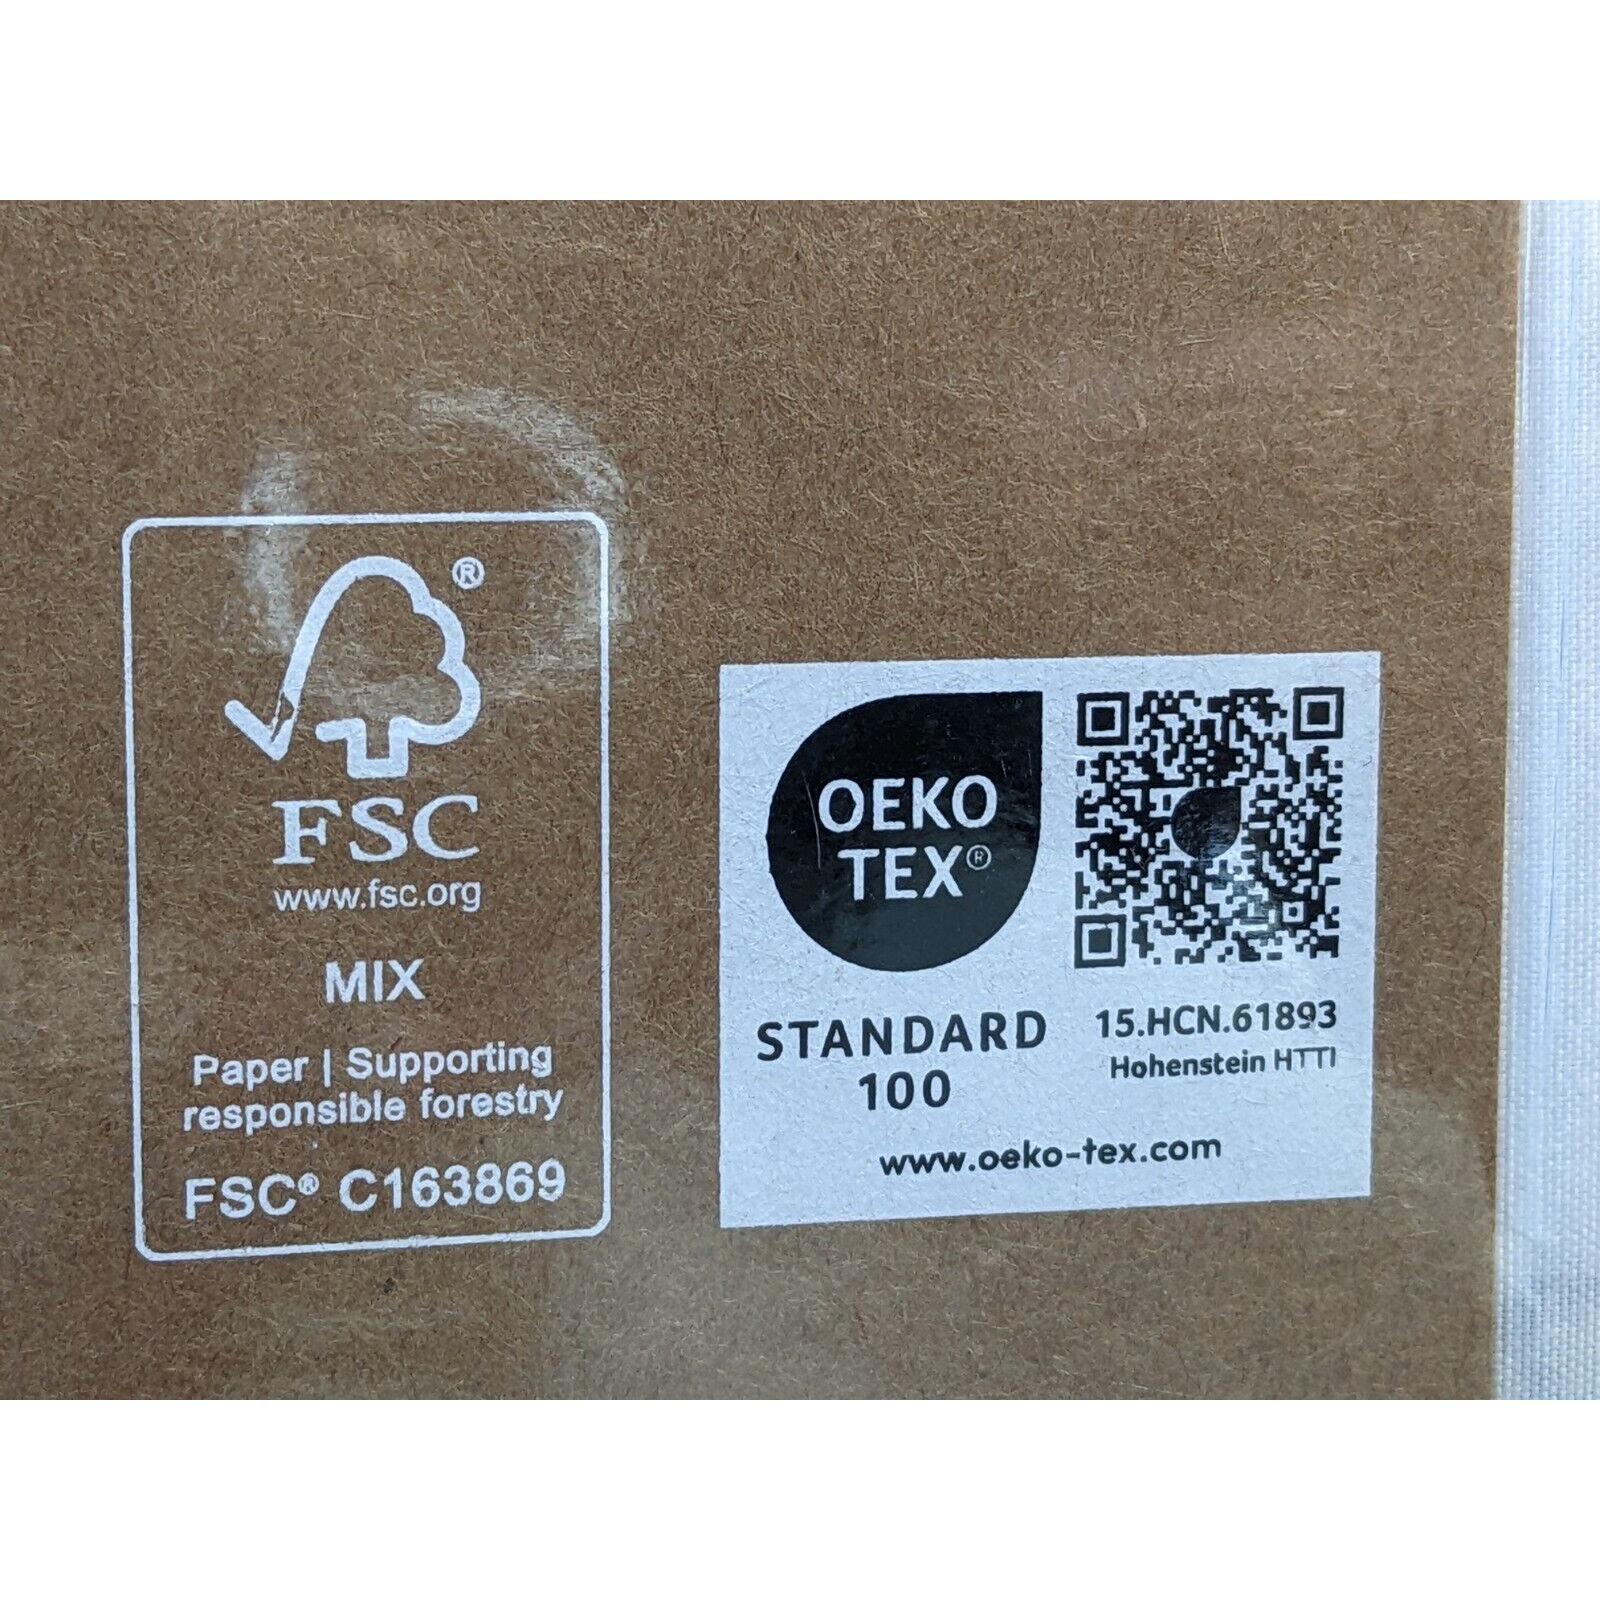 ®
FSC
www.fsc.org
MIX
Paper | Supporting
responsible forestry
FSC® C163869
OEKO
TEX®
STANDARD
100
15.HCN.61893
Hohenstein HTTI
www.oeko-tex.com